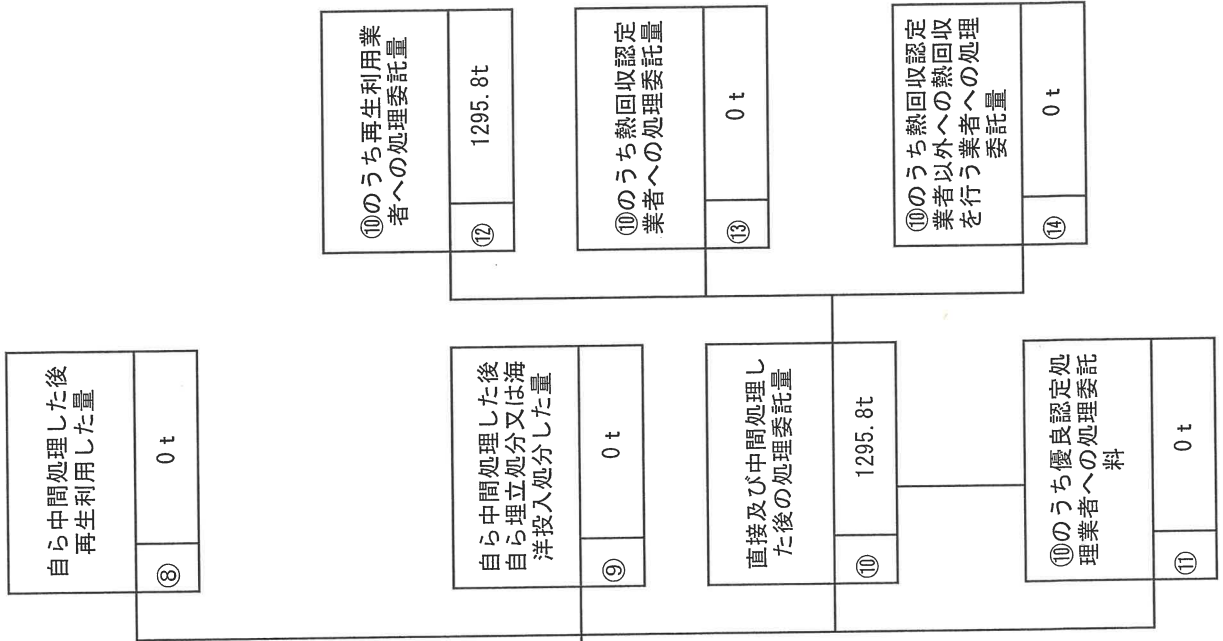 自ら中間処理した後
再生利用した量
⑧
0 t
自ら中間処理した後
自ら埋立処分又は海
洋投入処分した量
⑨
0 t
直接及び中間処理し
た後の処理委託量
⑩
1295.8t
⑩のうち優良認定処
理業者への処理委託
料
⑪
0 t
⑩のうち再生利用業
者への処理委託量
⑫
1295.8t
⑩のうち熱回収認定
業者への処理委託量
⑬
0 t
⑩のうち熱回収認定
業者以外への熱回収
を行う業者への処理
委託量
⑭
0 t